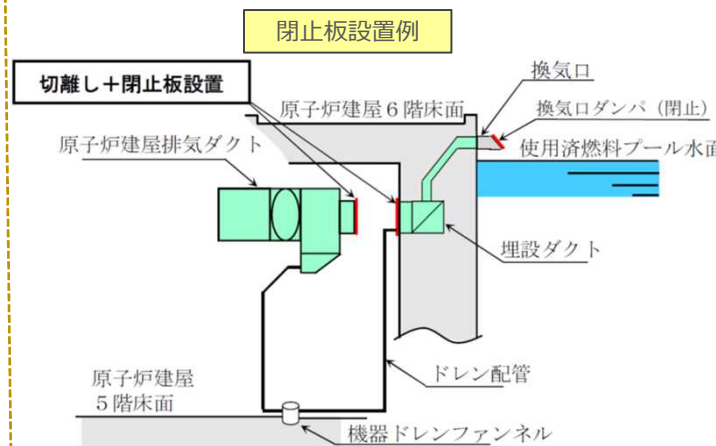 閉止板設置例
切離し+閉止板設置
換気口
換気口ダンパ(閉止)
原子炉建屋6階床面
原子炉建屋排気ダクト
使用済燃料プール水面
埋設ダクト
ドレン配管
原子炉建屋
5階床面
機器ドレンファンネル